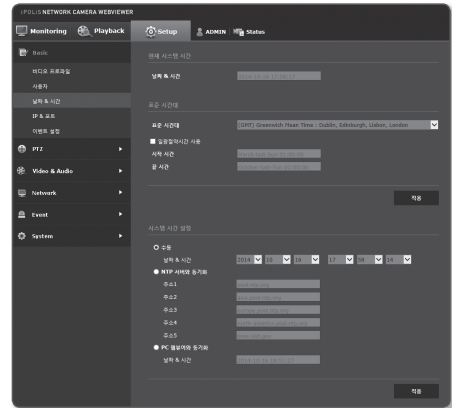 iPOLiS NETWORK CAMERA WEBVIEWER
Monitoring
Playback
Setup
ADMIN
Status
Basic
비디오 프로파일
사용자
날짜 & 시간
IP & 포트
이벤트 설정
PTZ
Video & Audio
Network
Event
System
현재 시스템 시간
날짜 & 시간
표준 시간대
표준 시간대
(GMT) Greenwich Mean Time : Dublin, Edinburgh, Lisbon, London
일광절약시간 사용
시작 시간
끝 시간
적용
시스템 시간 설정
수동
날짜 & 시간
2014
10
16
17
NTP 서버와 동기화
주소1
주소2
주소3
주소4
주소5
PC 웹뷰어와 동기화
날짜 & 시간
적용